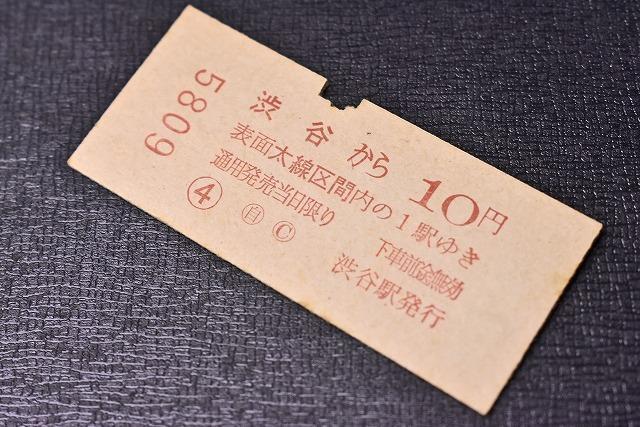 5809
渋谷から 10円
表面太線区間内の1駅ゆき
通用発売当日限り 下車前途無効
④ 自 C 渋谷駅発行